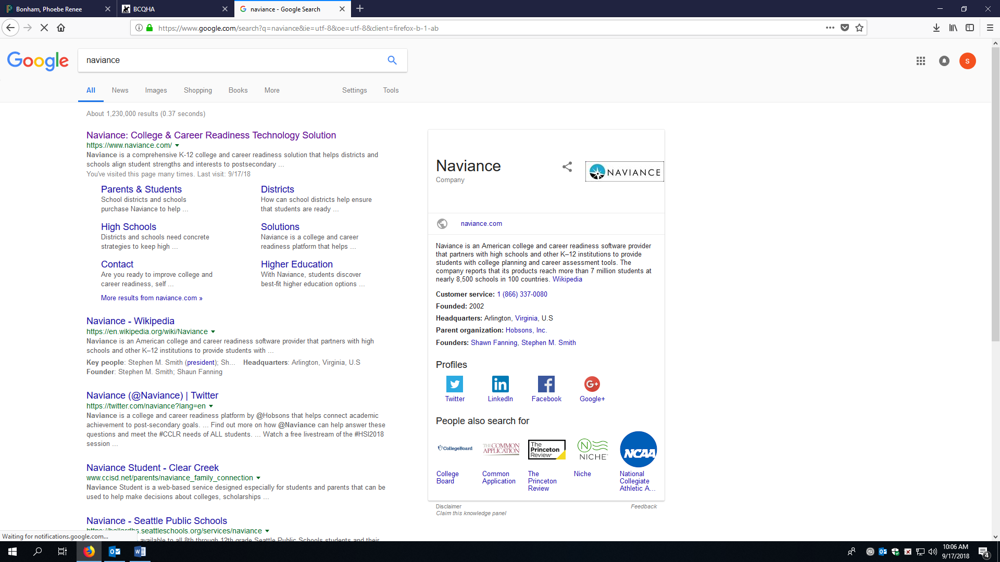 Bonham, Phoebe Renee
BCQHA
naviance - Google Search
https://www.google.com/search?q=naviance&ie=utf-8&oe=utf-8&client=firefox-b-1-ab
Google
naviance
S
All
News
Images
Shopping
Books
More
Settings
Tools
About 1,230,000 results (0.37 seconds)
Naviance: College & Career Readiness Technology Solution
https://www.naviance.com/
Naviance is a comprehensive K-12 college and career readiness solution that helps districts and
schools align student strengths and interests to postsecondary ...
You've visited this page many times. Last visit: 9/17/18
Parents & Students
School districts and schools
purchase Naviance to help ...
Districts
How can school districts help ensure
that students are ready ...
High Schools
Districts and schools need concrete
strategies to keep high ...
Solutions
Naviance is a college and career
readiness platform that helps ...
Contact
Are you ready to improve college and
career readiness, self ...
Higher Education
With Naviance, students discover
best-fit higher education options ...
More results from naviance.com »
Naviance - Wikipedia
https://en.wikipedia.org/wiki/Naviance
Naviance is an American college and career readiness software provider that partners with high
schools and other K–12 institutions to provide students with ...
Key people: Stephen M. Smith (president); Sh... Headquarters: Arlington, Virginia, U.S
Founder: Stephen M. Smith; Shaun Fanning
Naviance (@Naviance) | Twitter
https://twitter.com/naviance?lang=en
Naviance is a college and career readiness platform by @Hobsons that helps connect academic
achievement to post-secondary goals. ... Find out more on how @Naviance can help answer these
questions and meet the #CCLR needs of ALL students. ... Watch a free livestream of the #HSI2018
session ...
Naviance Student - Clear Creek
www.ccisd.net/parents/naviance_family_connection
Naviance Student is a web-based service designed especially for students and parents that can be
used to help make decisions about colleges, scholarships ...
Naviance - Seattle Public Schools
https://ballardhs.seattleschools.org/services/naviance
available to all 8th through 12th grade Seattle Public Schools students and their
Naviance
Company
NAVIANCE
naviance.com
Naviance is an American college and career readiness software provider
that partners with high schools and other K–12 institutions to provide
students with college planning and career assessment tools. The
company reports that its products reach more than 7 million students at
nearly 8,500 schools in 100 countries. Wikipedia
Customer service: 1 (866) 337-0080
Founded: 2002
Headquarters: Arlington, Virginia, U.S
Parent organization: Hobsons, Inc.
Founders: Shawn Fanning, Stephen M. Smith
Profiles
in
f
G+
Twitter
LinkedIn
Facebook
Google+
People also search for
CollegeBoard
THE COMMON
APPLICATION
The
Princeton
Review
N
NICHE
NCAA
College
Board
Common
Application
The
Princeton
Review
Niche
National
Collegiate
Athletic A...
Disclaimer
Feedback
Claim this knowledge panel
Waiting for notifications.google.com...
10:06 AM
9/17/2018
4